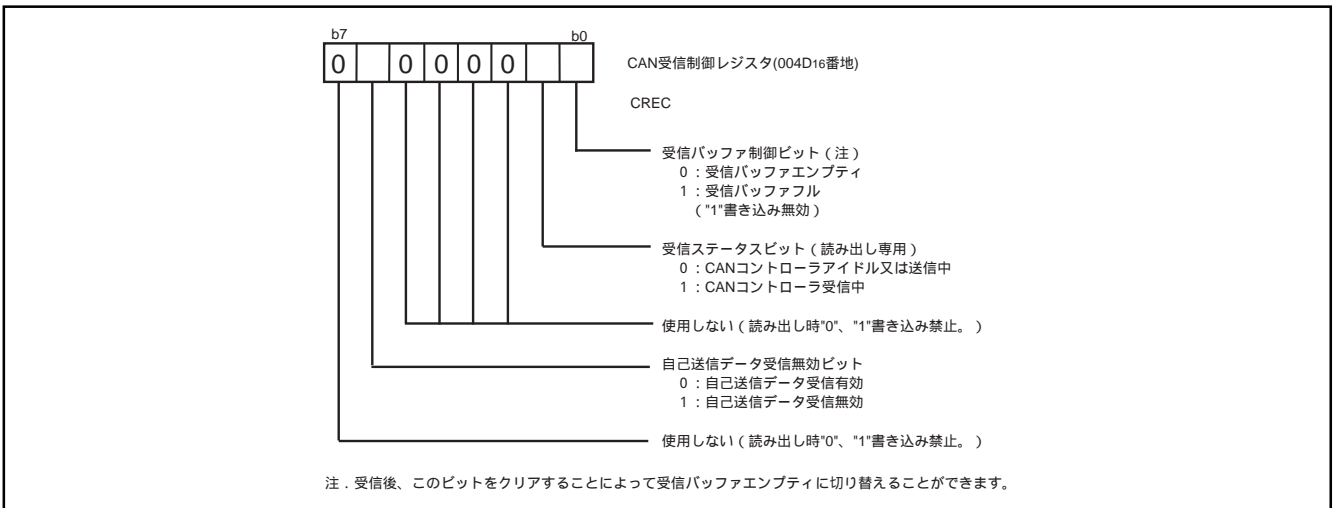 b7 b0
0 0 0 0 0
CAN受信制御レジスタ(004D16番地)
CREC
受信バッファ制御ビット(注)
0:受信バッファエンプティ
1:受信バッファフル
("1"書き込み無効)
受信ステータスビット(読み出し専用)
0:CANコントローラアイドル又は送信中
1:CANコントローラ受信中
使用しない(読み出し時"0"、"1"書き込み禁止。)
自己送信データ受信無効ビット
0:自己送信データ受信有効
1:自己送信データ受信無効
使用しない(読み出し時"0"、"1"書き込み禁止。)
注.受信後、このビットをクリアすることによって受信バッファエンプティに切り替えることができます。